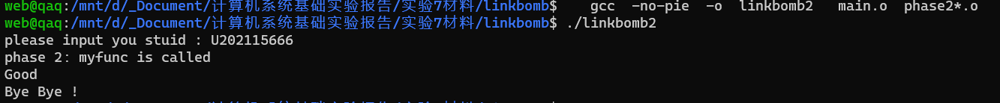 web@qaq:/mnt/d/_Document/计算机系统基础实验报告/实验7材料/linkbomb$   gcc  -no-pie  -o  linkbomb2   main.o  phase2*.o
web@qaq:/mnt/d/_Document/计算机系统基础实验报告/实验7材料/linkbomb$ ./linkbomb2
please input you stuid : U202115666
phase 2: myfunc is called
Good
Bye Bye !